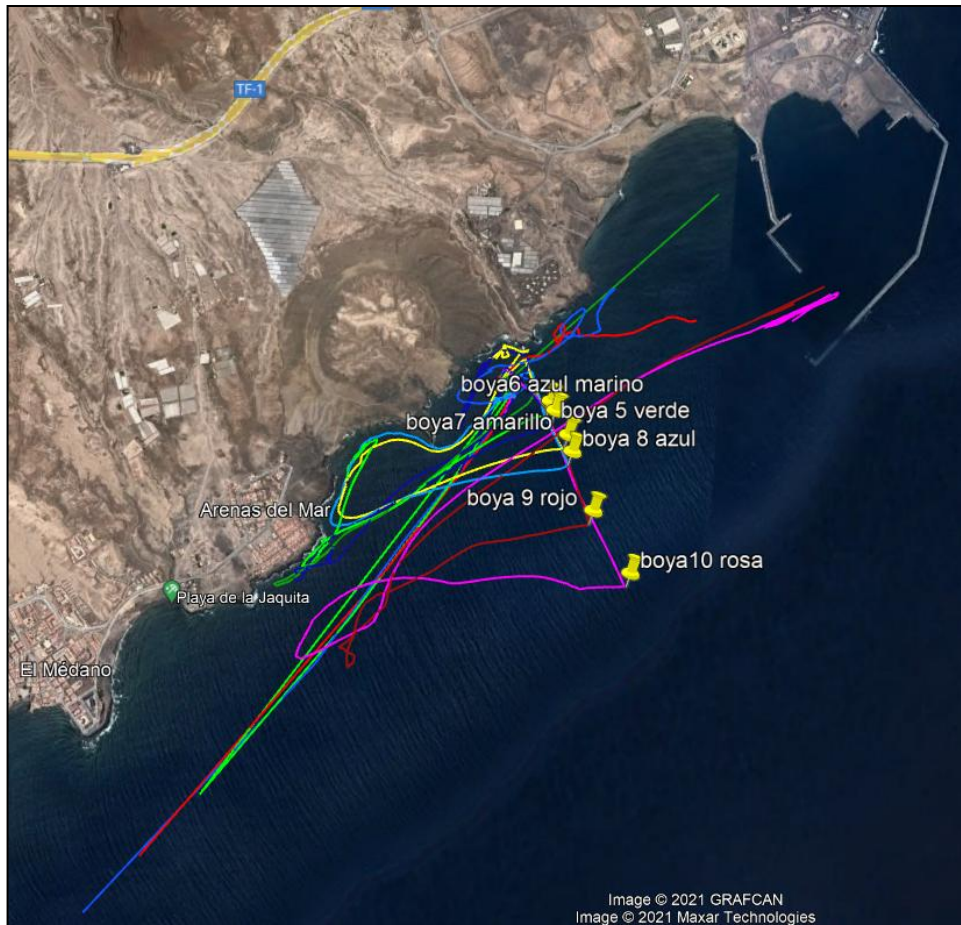 TF-1
boya6 azul marino
boya7 amarillo
boya 5 verde
boya 8 azul
boya 9 rojo
Arenas del Mar
boya10 rosa
Playa de la Jaquita
El Médano
Image © 2021 GRAFCAN
Image © 2021 Maxar Technologies